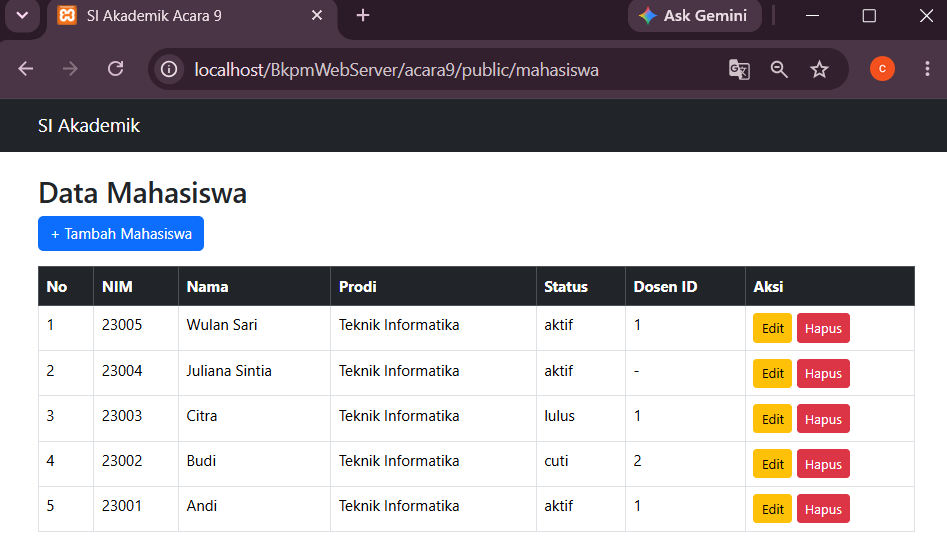 SI Akademik Acara 9
Ask Gemini
localhost/BkpmWebServer/acara9/public/mahasiswa
c
SI Akademik
Data Mahasiswa
+ Tambah Mahasiswa
No NIM Nama Prodi Status Dosen ID Aksi
1 23005 Wulan Sari Teknik Informatika aktif 1 Edit Hapus
2 23004 Juliana Sintia Teknik Informatika aktif - Edit Hapus
3 23003 Citra Teknik Informatika lulus 1 Edit Hapus
4 23002 Budi Teknik Informatika cuti 2 Edit Hapus
5 23001 Andi Teknik Informatika aktif 1 Edit Hapus